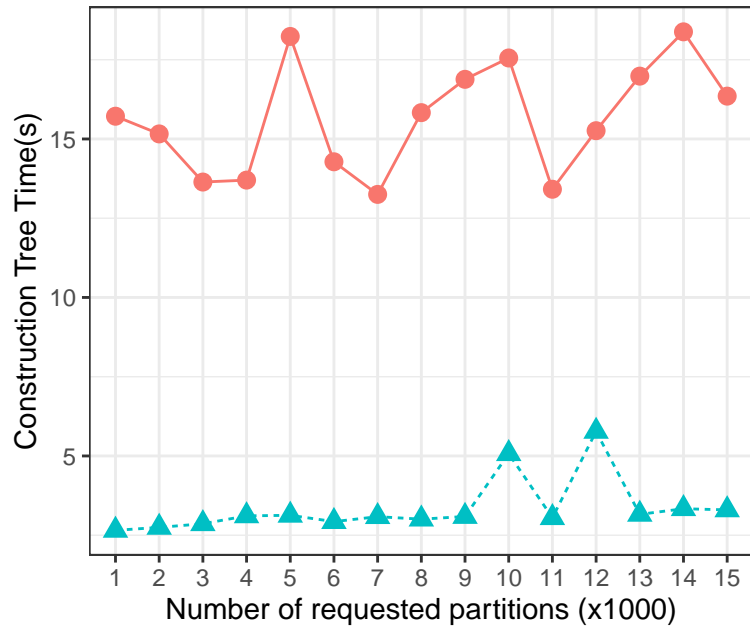 Construction Tree Time(s)
15
10
5
1 2 3 4 5 6 7 8 9 10 11 12 13 14 15
Number of requested partitions (x1000)